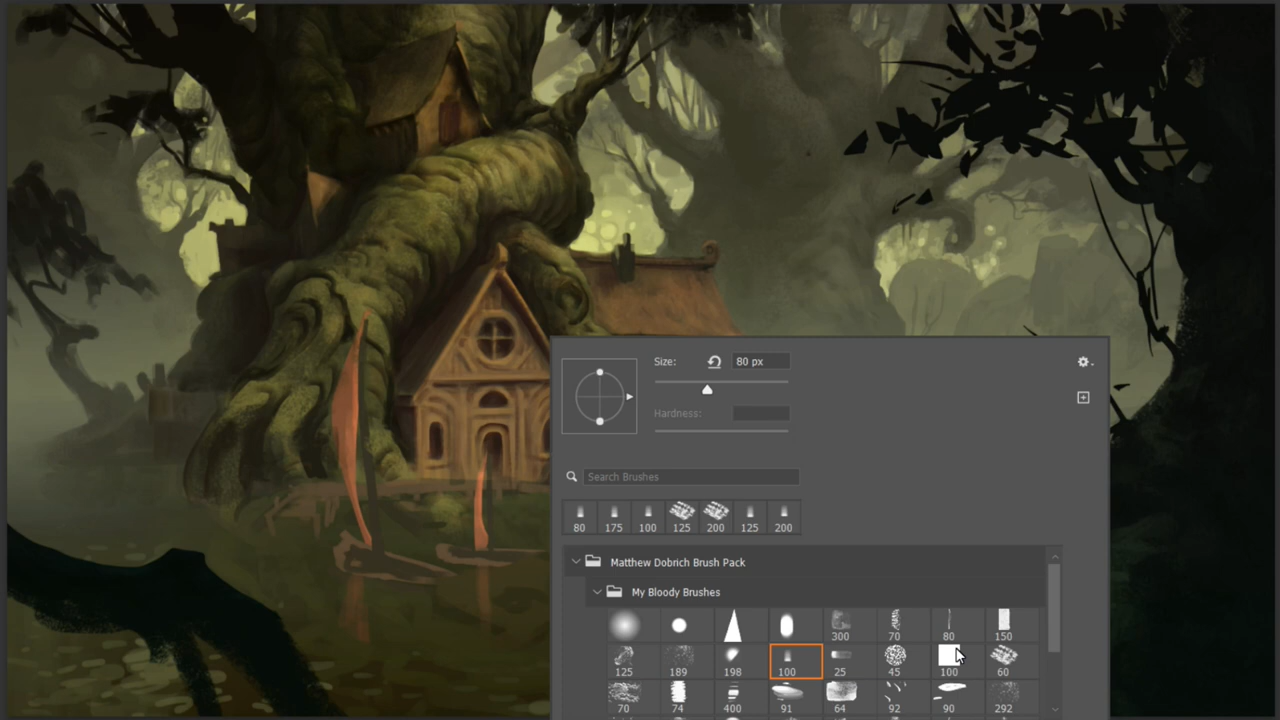 Size: 80 px
Hardness:
Search Brushes
80 175 100 125 200 125 200
Matthew Dobrich Brush Pack
My Bloody Brushes
300 70 80 150
125 189 198 100 25 45 100 60
70 74 400 91 64 92 90 292